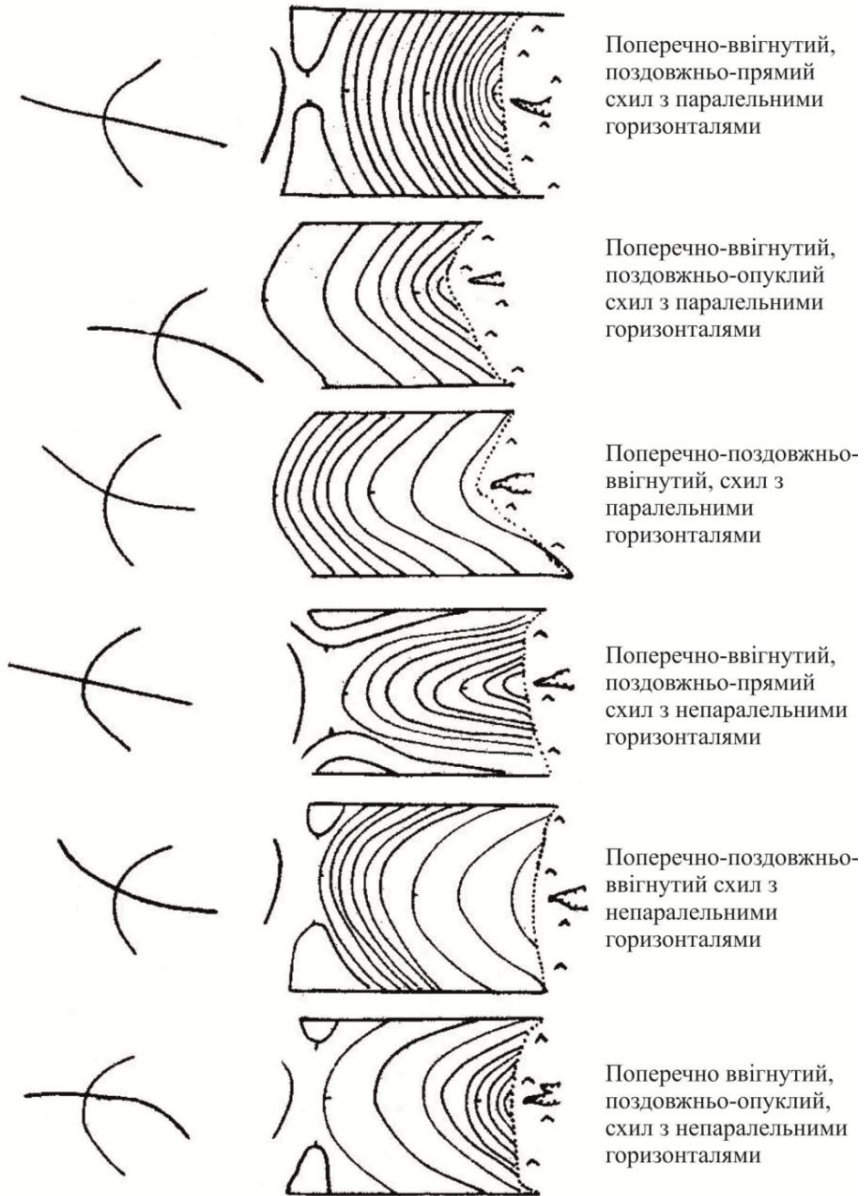 Поперечно-ввігнутий,
поздовжньо-прямий
схил з паралельними
горизонталями
Поперечно-ввігнутий,
поздовжньо-опуклий
схил з паралельними
горизонталями
Поперечно-поздовжньо-
ввігнутий, схил з
паралельними
горизонталями
Поперечно-ввігнутий,
поздовжньо-прямий
схил з непаралельними
горизонталями
Поперечно-поздовжньо-
ввігнутий схил з
непаралельними
горизонталями
Поперечно ввігнутий,
поздовжньо-опуклий,
схил з непаралельними
горизонталями